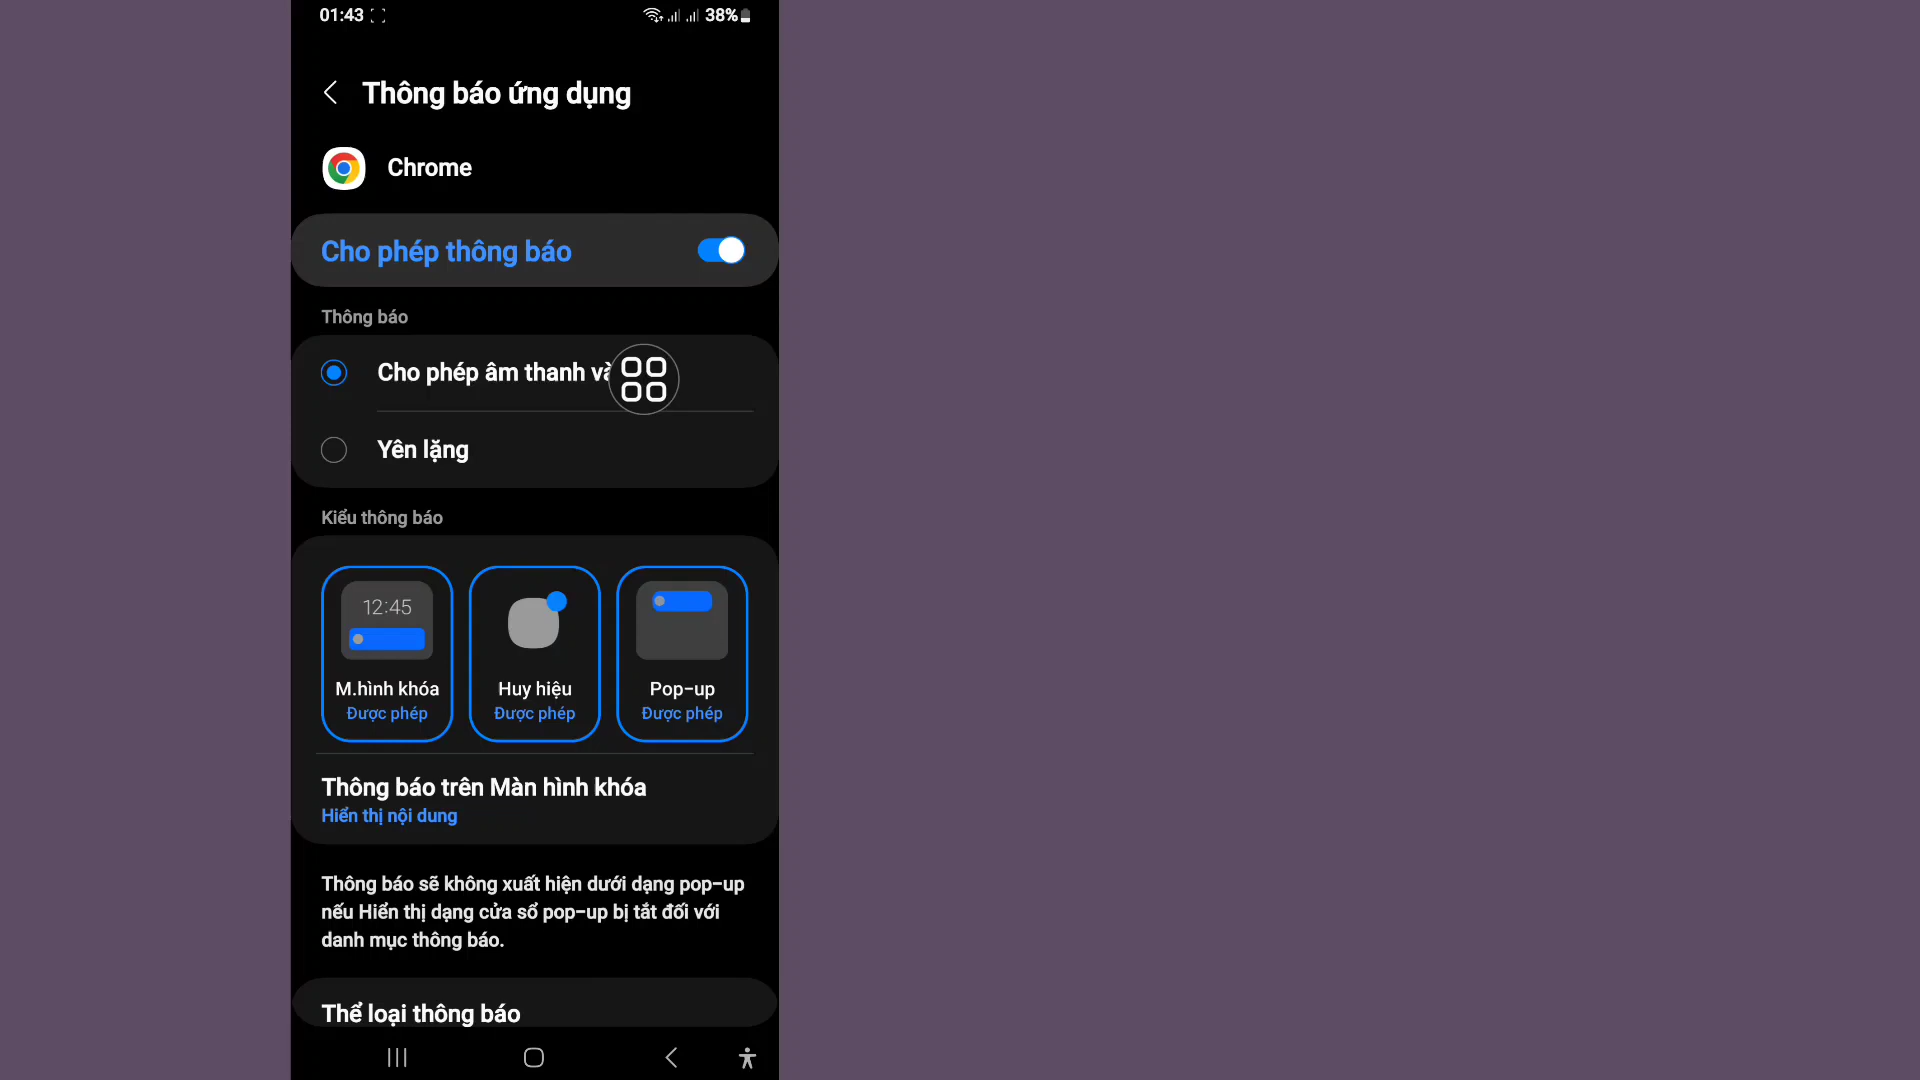 01:43 38%
Thông báo ứng dụng
Chrome
Cho phép thông báo
Thông báo
Cho phép âm thanh và
Yên lặng
Kiểu thông báo
12:45
M.hình khóa Huy hiệu Pop-up
Được phép Được phép Được phép
Thông báo trên Màn hình khóa
Hiển thị nội dung
Thông báo sẽ không xuất hiện dưới dạng pop-up
nếu Hiển thị dạng cửa sổ pop-up bị tắt đối với
danh mục thông báo.
Thể loại thông báo